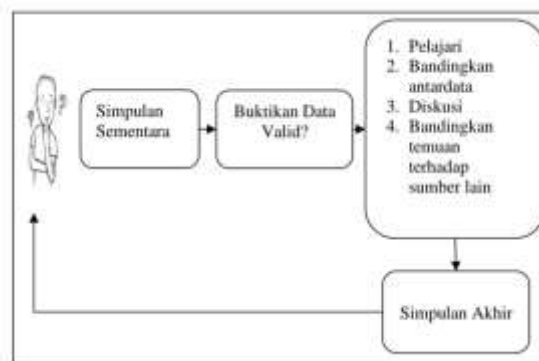 Simpulan
Sementara
Buktikan Data
Valid?
1. Pelajari
2. Bandingkan
antardata
3. Diskusi
4. Bandingkan
temuan
terhadap
sumber lain
Simpulan Akhir